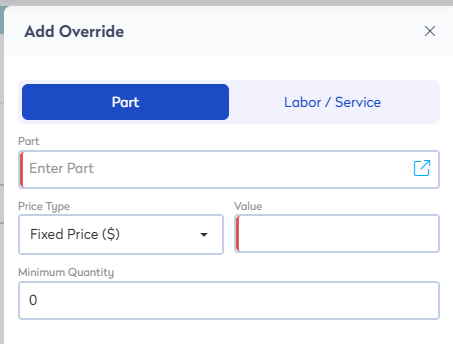 Add Override
Part Labor / Service
Part
Enter Part
Price Type Value
Fixed Price ($)
Minimum Quantity
0